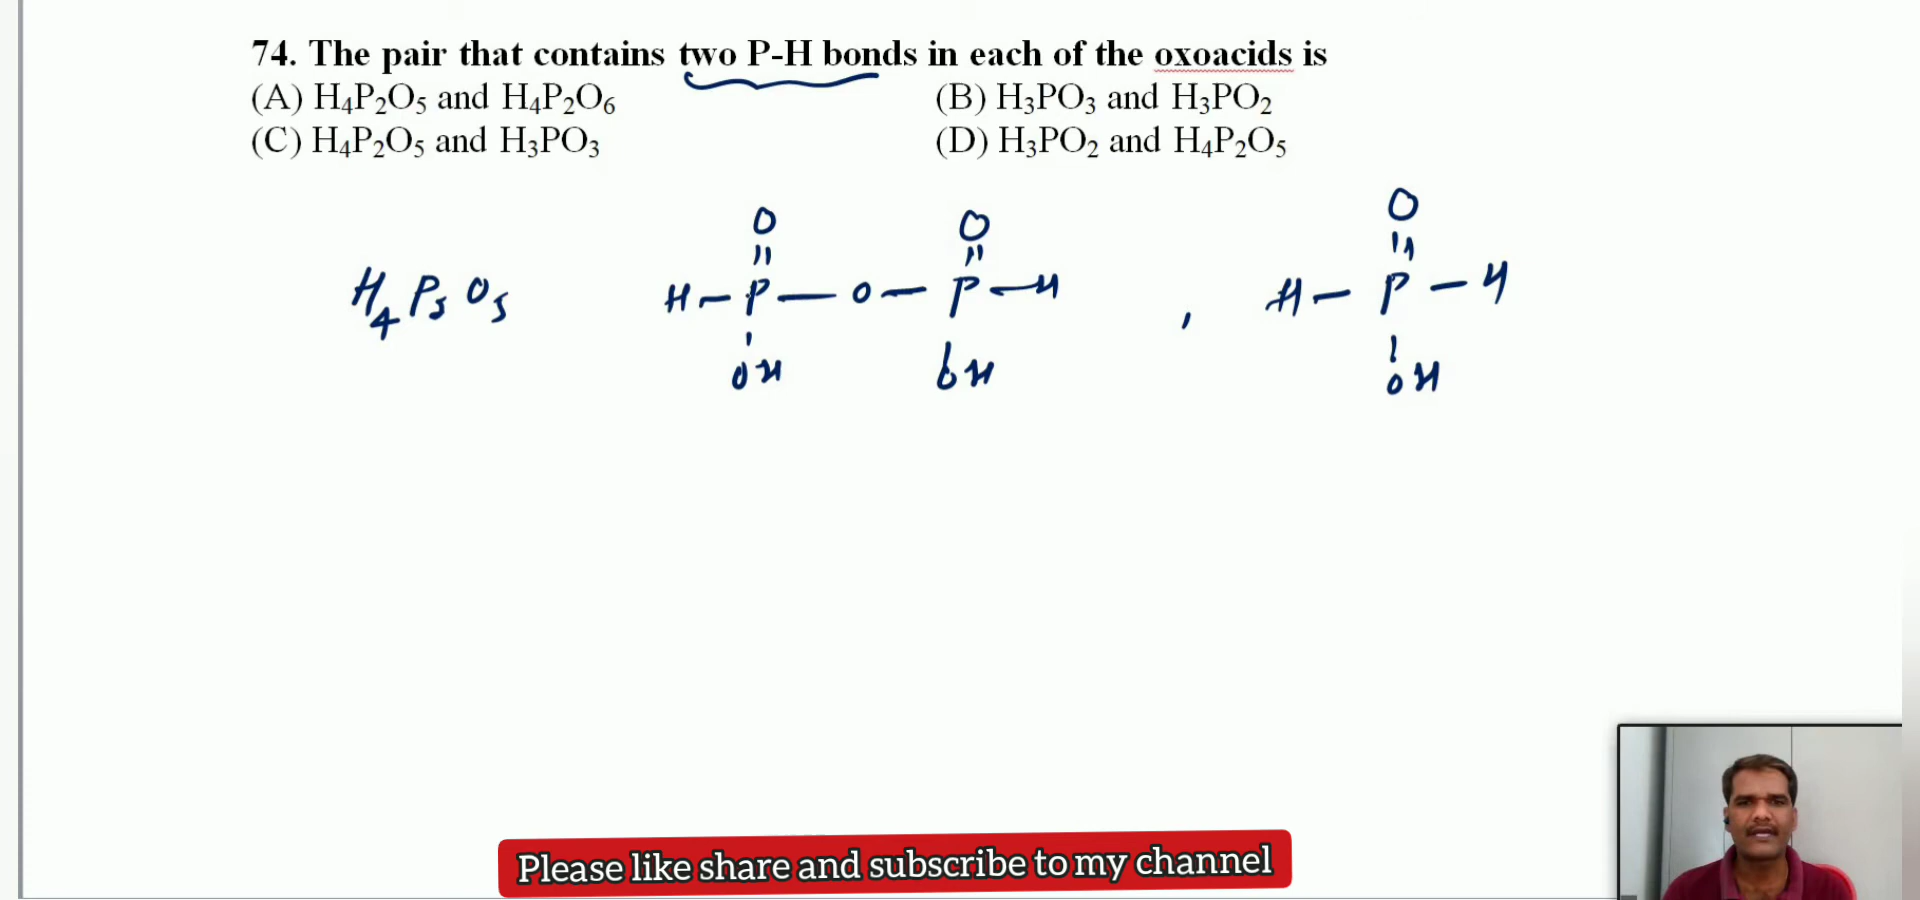 74. The pair that contains two P-H bonds in each of the oxoacids is
(A) H₄P₂O₅ and H₄P₂O₆ (B) H₃PO₃ and H₃PO₂
(C) H₄P₂O₅ and H₃PO₃ (D) H₃PO₂ and H₄P₂O₅
O O O
|| || ||
H₄P₅O₅ H–P–O–P–H , H–P–H
OH OH OH
Please like share and subscribe to my channel